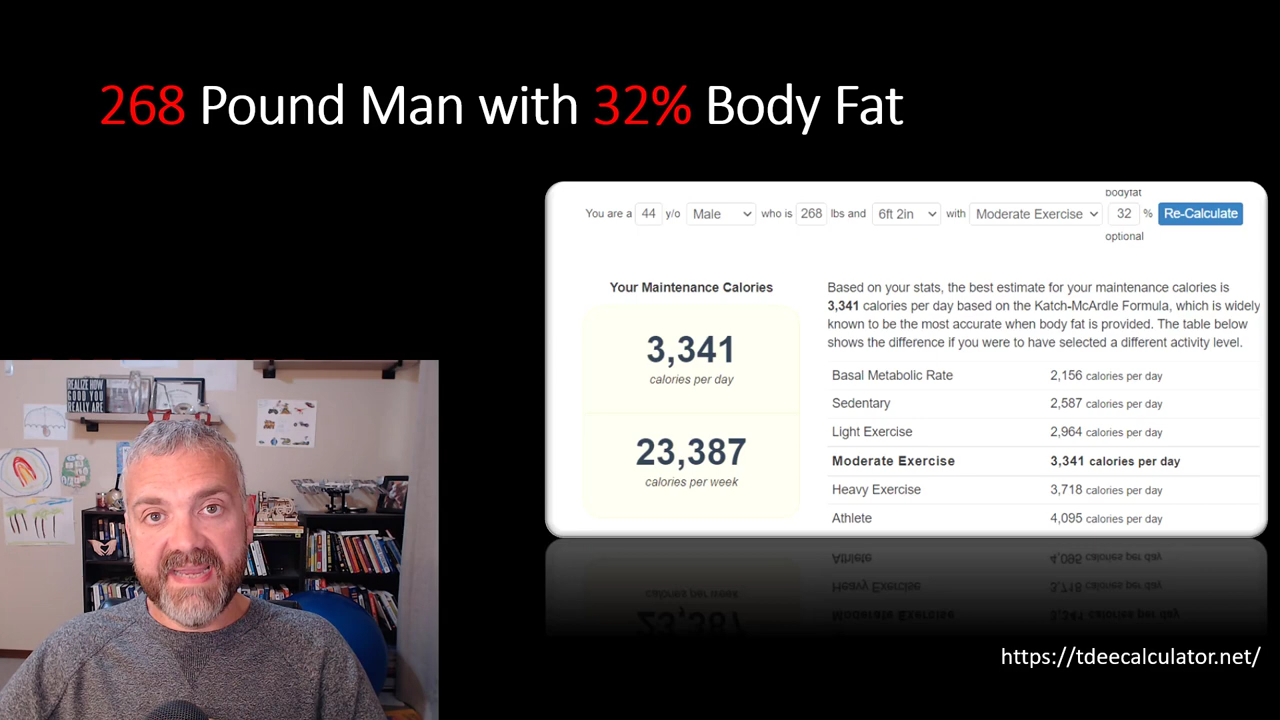 268 Pound Man with 32% Body Fat
bodyfat
You are a 44 y/o Male who is 268 lbs and 6ft 2in with Moderate Exercise 32 % Re-Calculate
optional
Your Maintenance Calories
3,341
calories per day
23,387
calories per week
Based on your stats, the best estimate for your maintenance calories is
3,341 calories per day based on the Katch-McArdle Formula, which is widely
known to be the most accurate when body fat is provided. The table below
shows the difference if you were to have selected a different activity level.
Basal Metabolic Rate 2,156 calories per day
Sedentary 2,587 calories per day
Light Exercise 2,964 calories per day
Moderate Exercise 3,341 calories per day
Heavy Exercise 3,718 calories per day
Athlete 4,095 calories per day
REALIZE HOW
GOOD YOU
REALLY ARE
https://tdeecalculator.net/